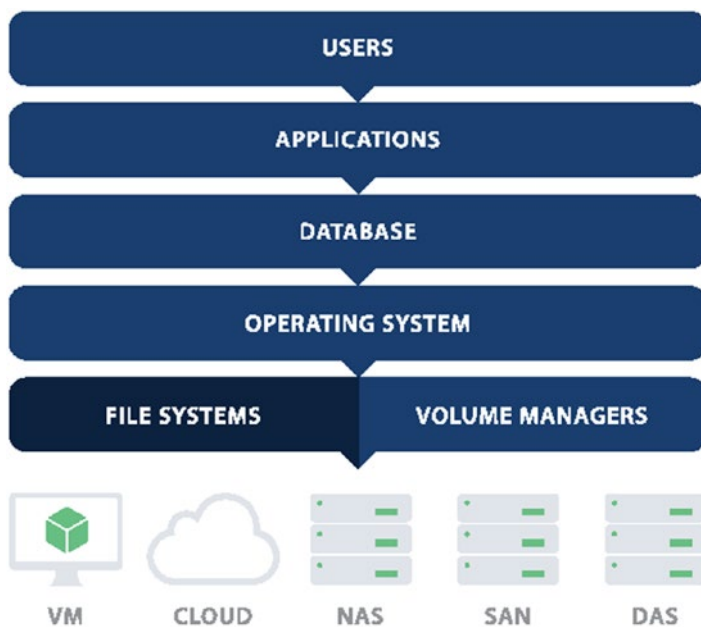 USERS
APPLICATIONS
DATABASE
OPERATING SYSTEM
FILE SYSTEMS VOLUME MANAGERS
VM CLOUD NAS SAN DAS